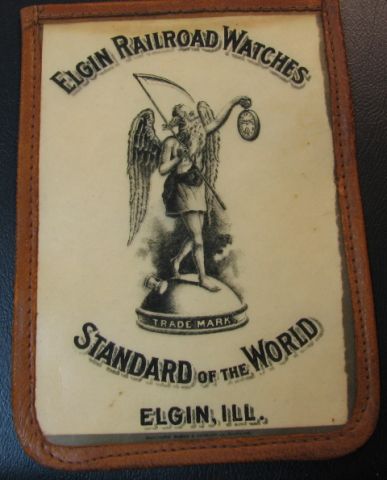 ELGIN RAILROAD WATCHES
TRADE MARK
STANDARD OF THE WORLD
ELGIN, ILL.